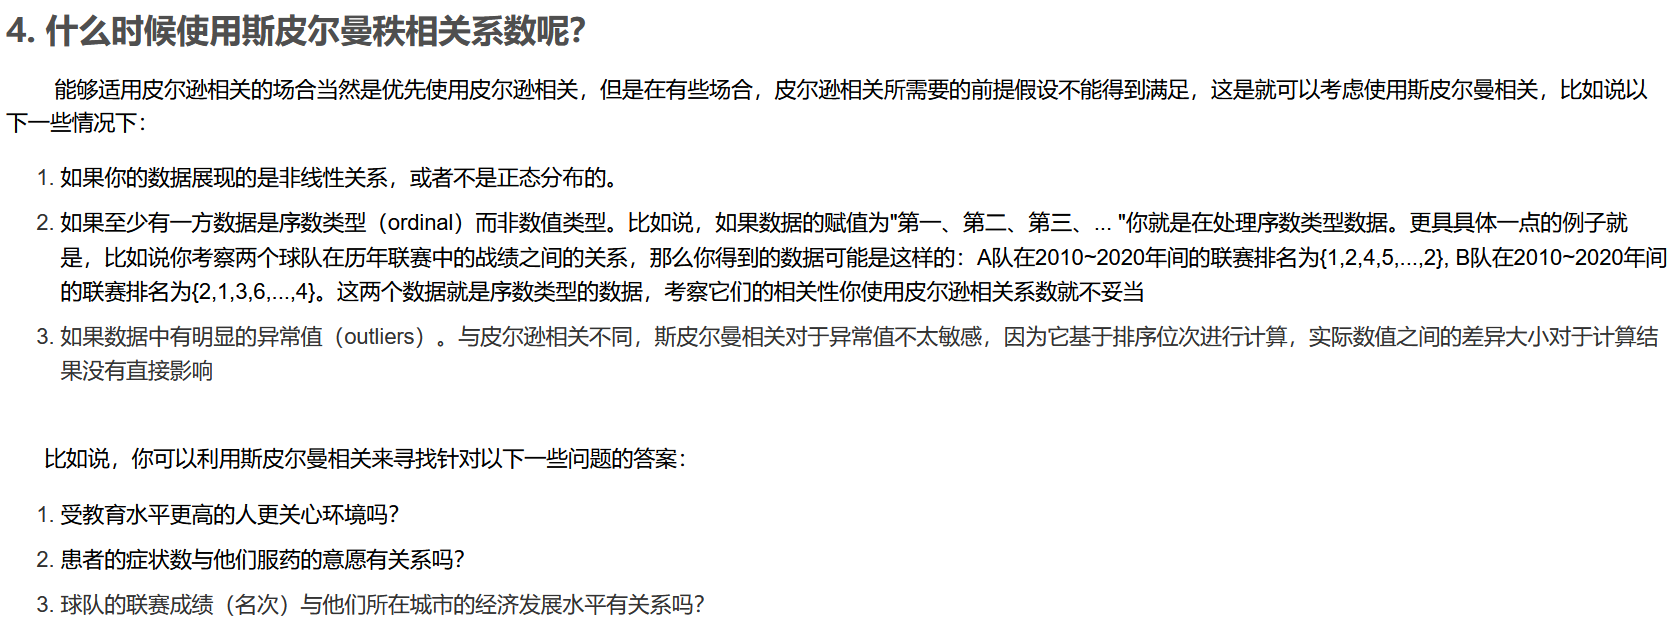 4. 什么时候使用斯皮尔曼秩相关系数呢？
能够适用皮尔逊相关的场合当然是优先使用皮尔逊相关，但是在有些场合，皮尔逊相关所需要的前提假设不能得到满足，这是就可以考虑使用斯皮尔曼相关，比如说以
下一些情况下：
1. 如果你的数据展现的是非线性关系，或者不是正态分布的。
2. 如果至少有一方数据是序数类型（ordinal）而非数值类型。比如说，如果数据的赋值为"第一、第二、第三、... "你就是在处理序数类型数据。更具具体一点的例子就
是，比如说你考察两个球队在历年联赛中的战绩之间的关系，那么你得到的数据可能是这样的：A队在2010~2020年间的联赛排名为{1,2,4,5,...,2}, B队在2010~2020年间
的联赛排名为{2,1,3,6,...,4}。这两个数据就是序数类型的数据，考察它们的相关性你使用皮尔逊相关系数就不妥当
3. 如果数据中有明显的异常值（outliers）。与皮尔逊相关不同，斯皮尔曼相关对于异常值不太敏感，因为它基于排序位次进行计算，实际数值之间的差异大小对于计算结
果没有直接影响
比如说，你可以利用斯皮尔曼相关来寻找针对以下一些问题的答案：
1. 受教育水平更高的人更关心环境吗？
2. 患者的症状数与他们服药的意愿有关系吗？
3. 球队的联赛成绩（名次）与他们所在城市的经济发展水平有关系吗？